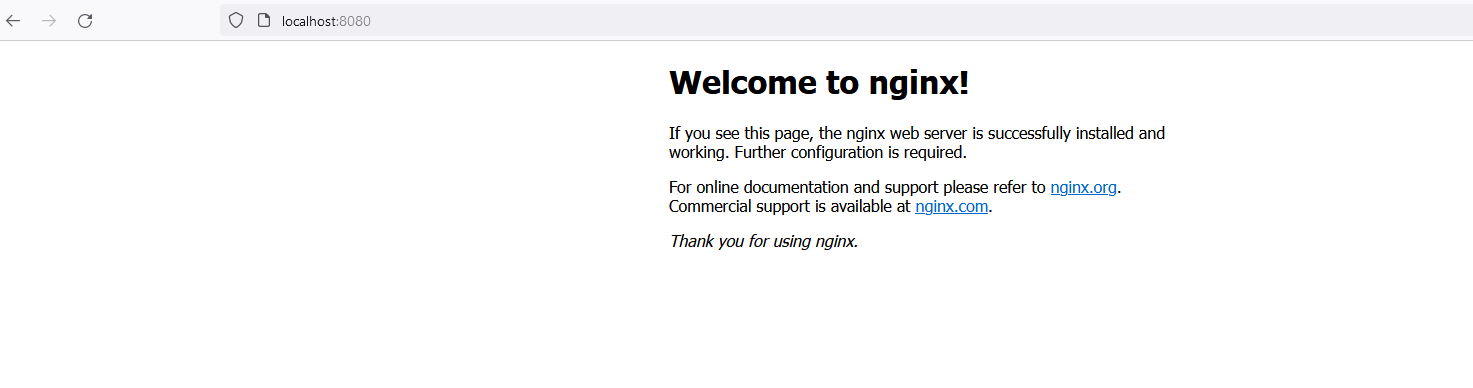 localhost:8080
Welcome to nginx!
If you see this page, the nginx web server is successfully installed and
working. Further configuration is required.
For online documentation and support please refer to nginx.org.
Commercial support is available at nginx.com.
Thank you for using nginx.